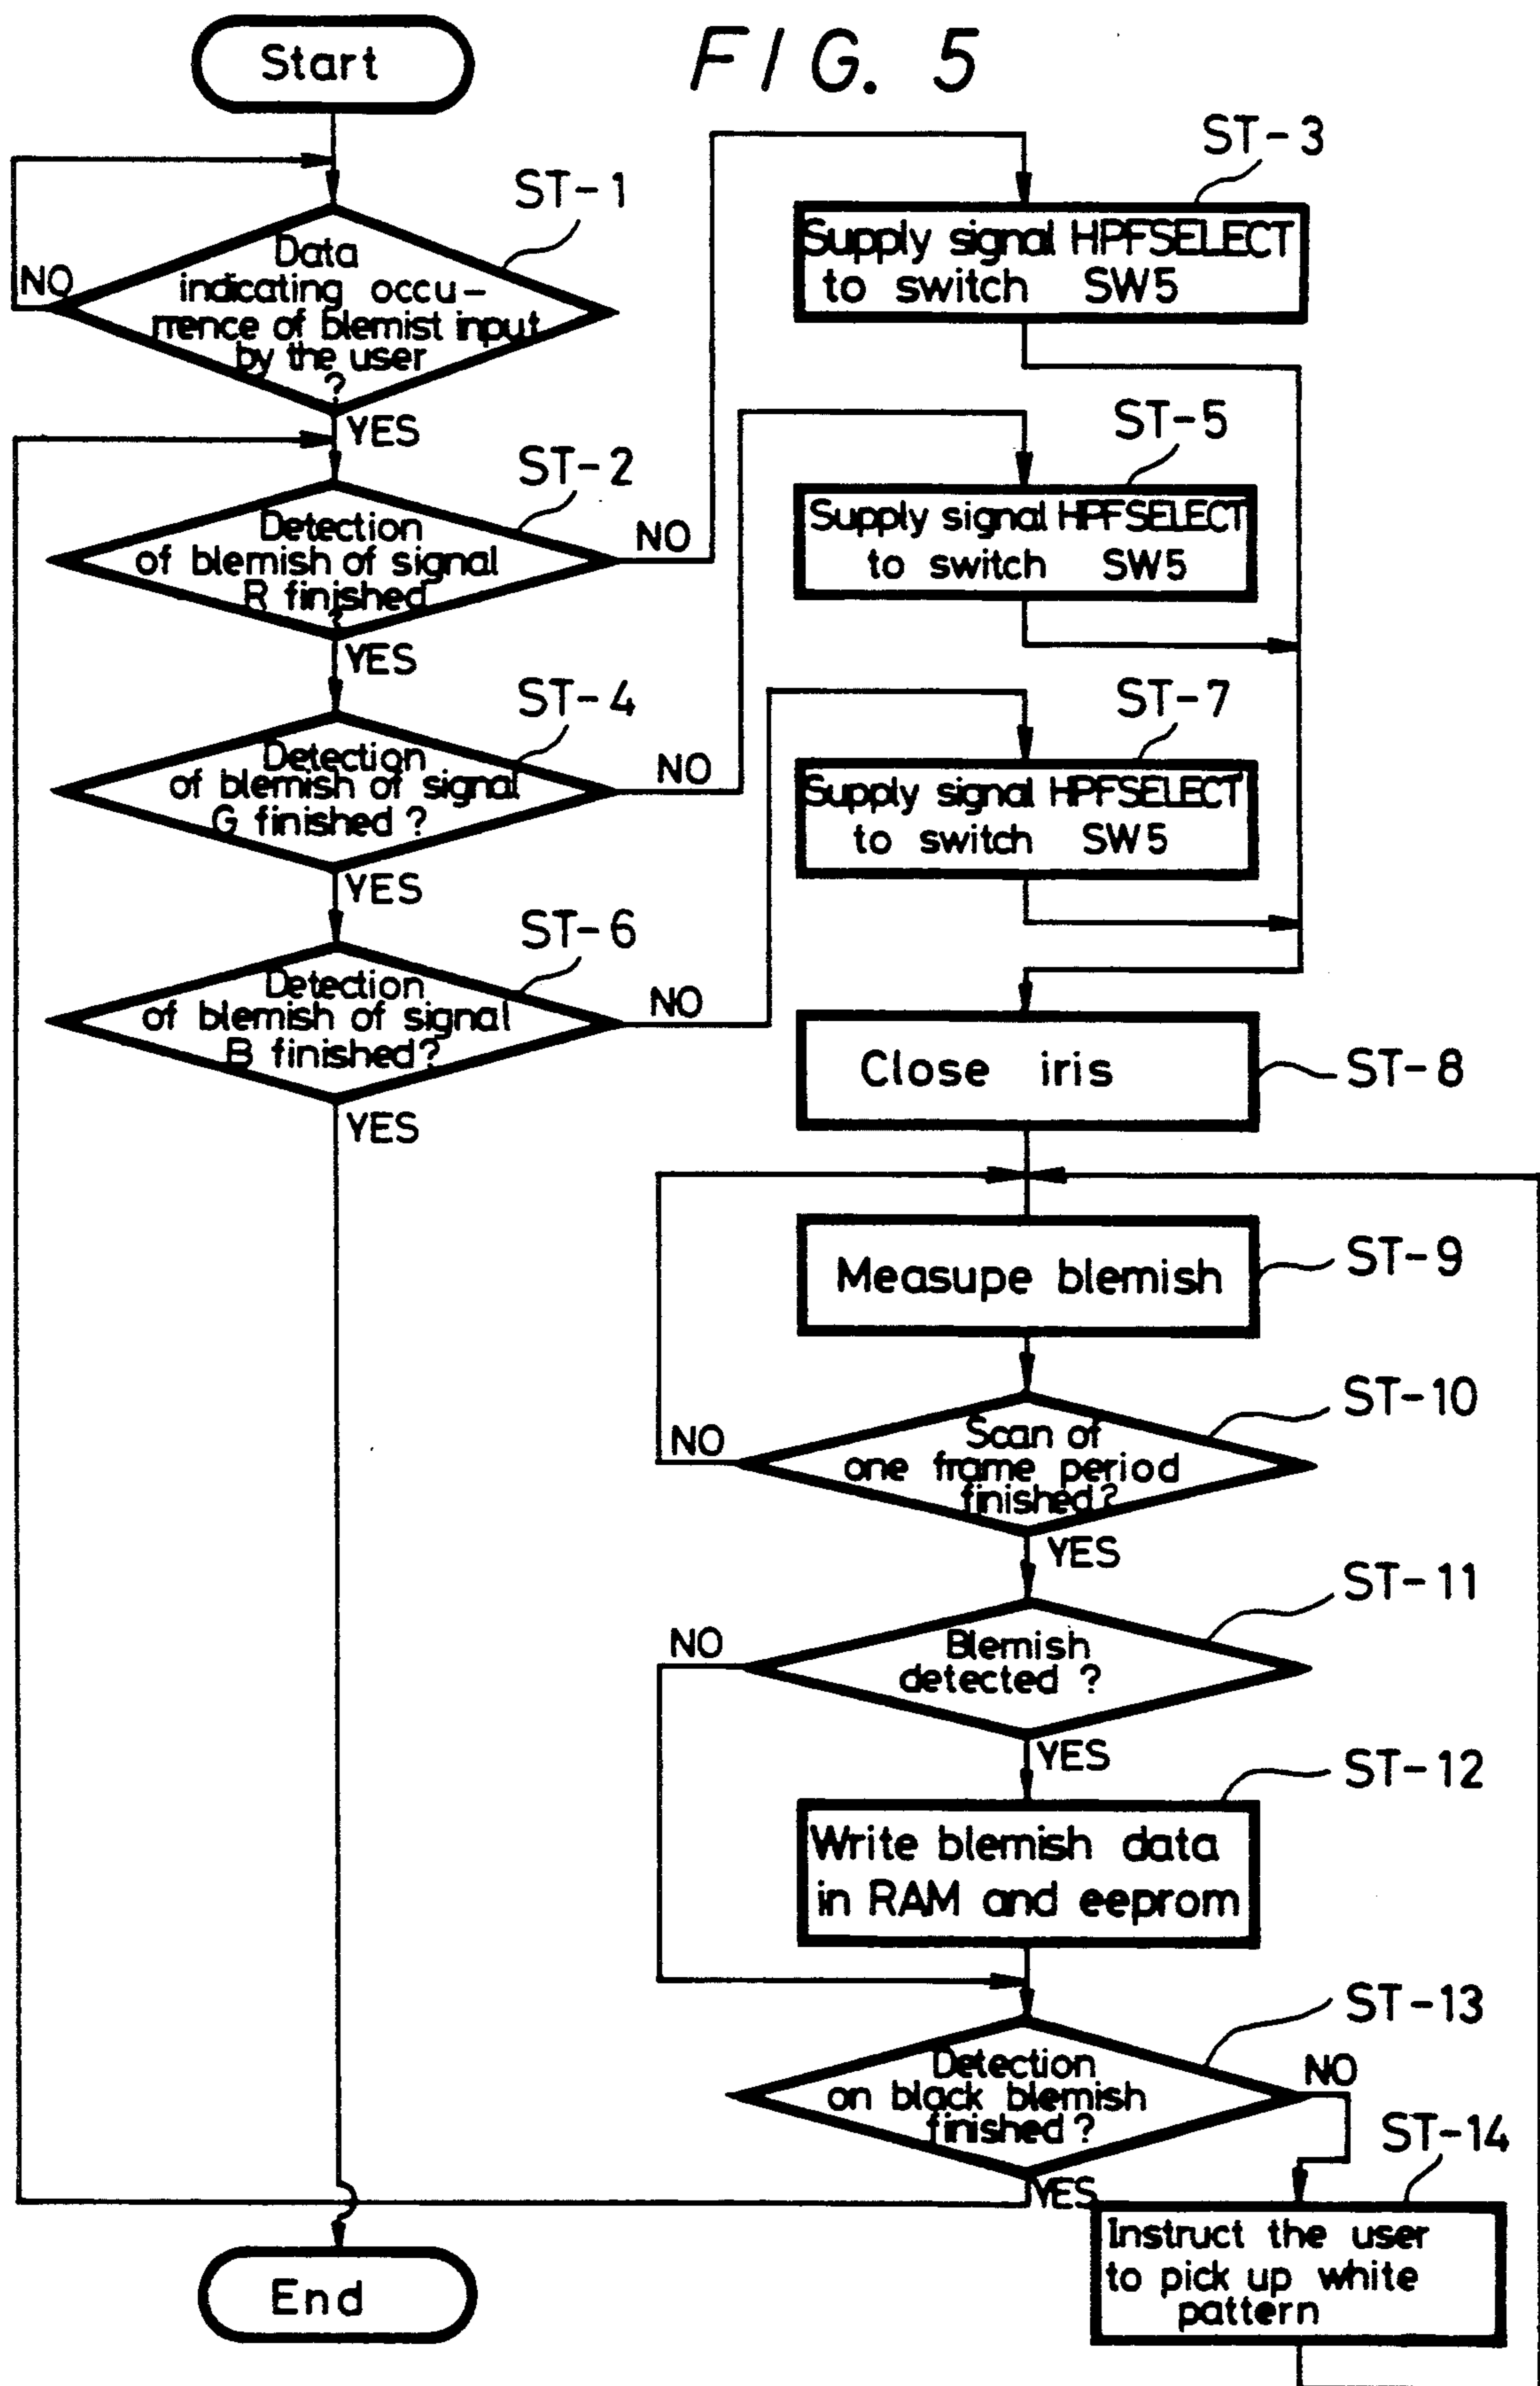 FIG. 5
Start
ST-1
Data
indicating occu-
rrence of blemist input
by the user
?
NO
YES
ST-2
Detection
of blemish of signal
R finished
?
NO
YES
ST-3
Supply signal HPFSELECT
to switch SW5
ST-4
Detection
of blemish of signal
G finished ?
NO
YES
ST-5
Supply signal HPFSELECT
to switch SW5
ST-6
Detection
of blemish of signal
B finished?
NO
YES
ST-7
Supply signal HPFSELECT
to switch SW5
Close iris
ST-8
Measupe blemish
ST-9
ST-10
Scan of
one frame period
finished?
NO
YES
ST-11
Blemish
detected ?
NO
YES
ST-12
Write blemish data
in RAM and eeprom
ST-13
Detection
on black blemish
finished ?
NO
YES
ST-14
Instruct the user
to pick up white
pattern
End